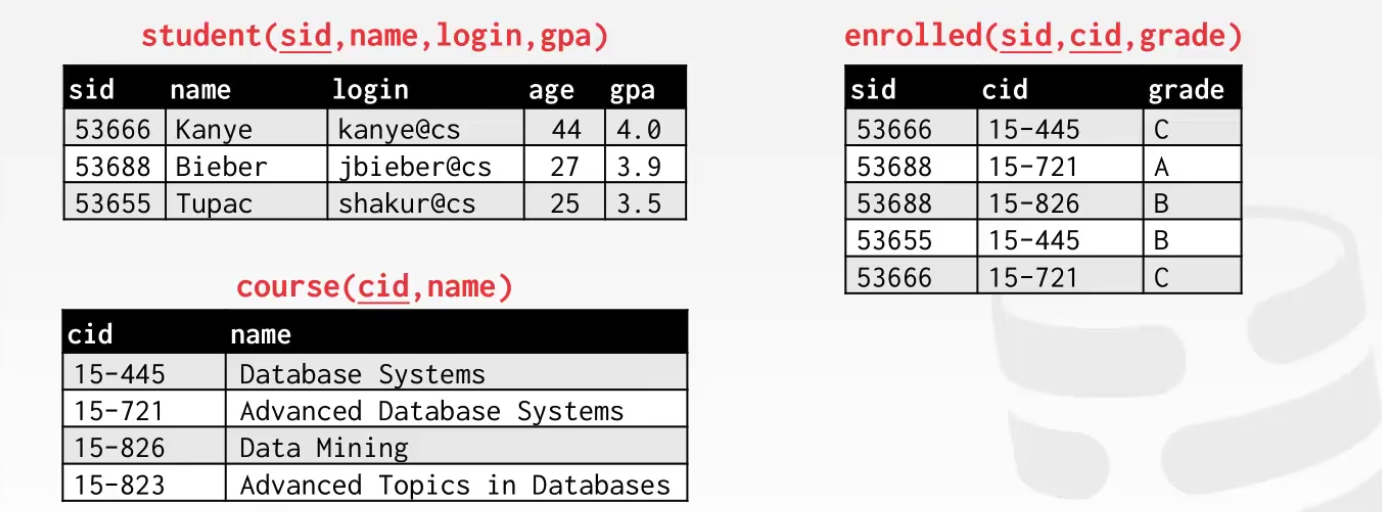 student(sid,name,login,gpa)
sid name login age gpa
53666 Kanye kanye@cs 44 4.0
53688 Bieber jbieber@cs 27 3.9
53655 Tupac shakur@cs 25 3.5
course(cid,name)
cid name
15-445 Database Systems
15-721 Advanced Database Systems
15-826 Data Mining
15-823 Advanced Topics in Databases
enrolled(sid,cid,grade)
sid cid grade
53666 15-445 C
53688 15-721 A
53688 15-826 B
53655 15-445 B
53666 15-721 C